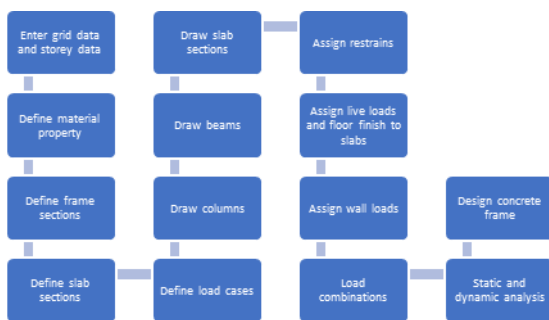 Enter grid data
and storey data
Define material
property
Define frame
sections
Define slab
sections
Define load cases
Draw columns
Draw beams
Draw slab
sections
Assign restrains
Assign live loads
and floor finish to
slabs
Assign wall loads
Load
combinations
Static and
dynamic analysis
Design concrete
frame